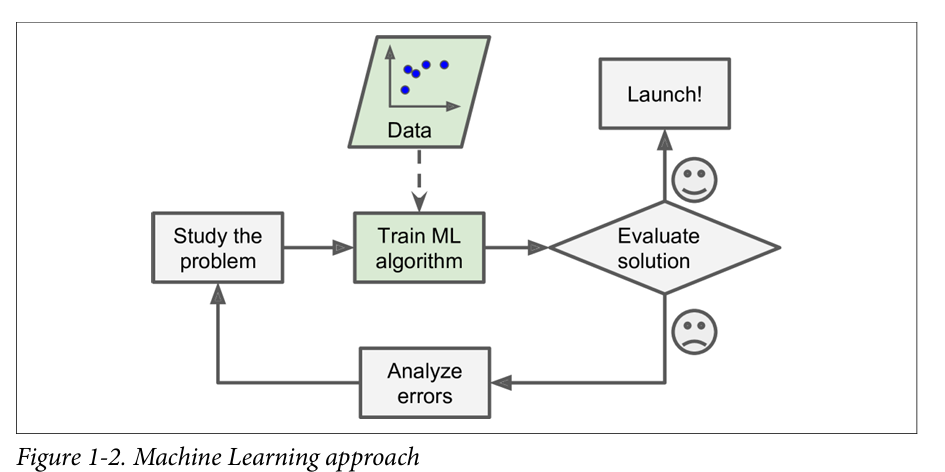 Data
Launch!
Study the
problem
Train ML
algorithm
Evaluate
solution
Analyze
errors
Figure 1-2. Machine Learning approach